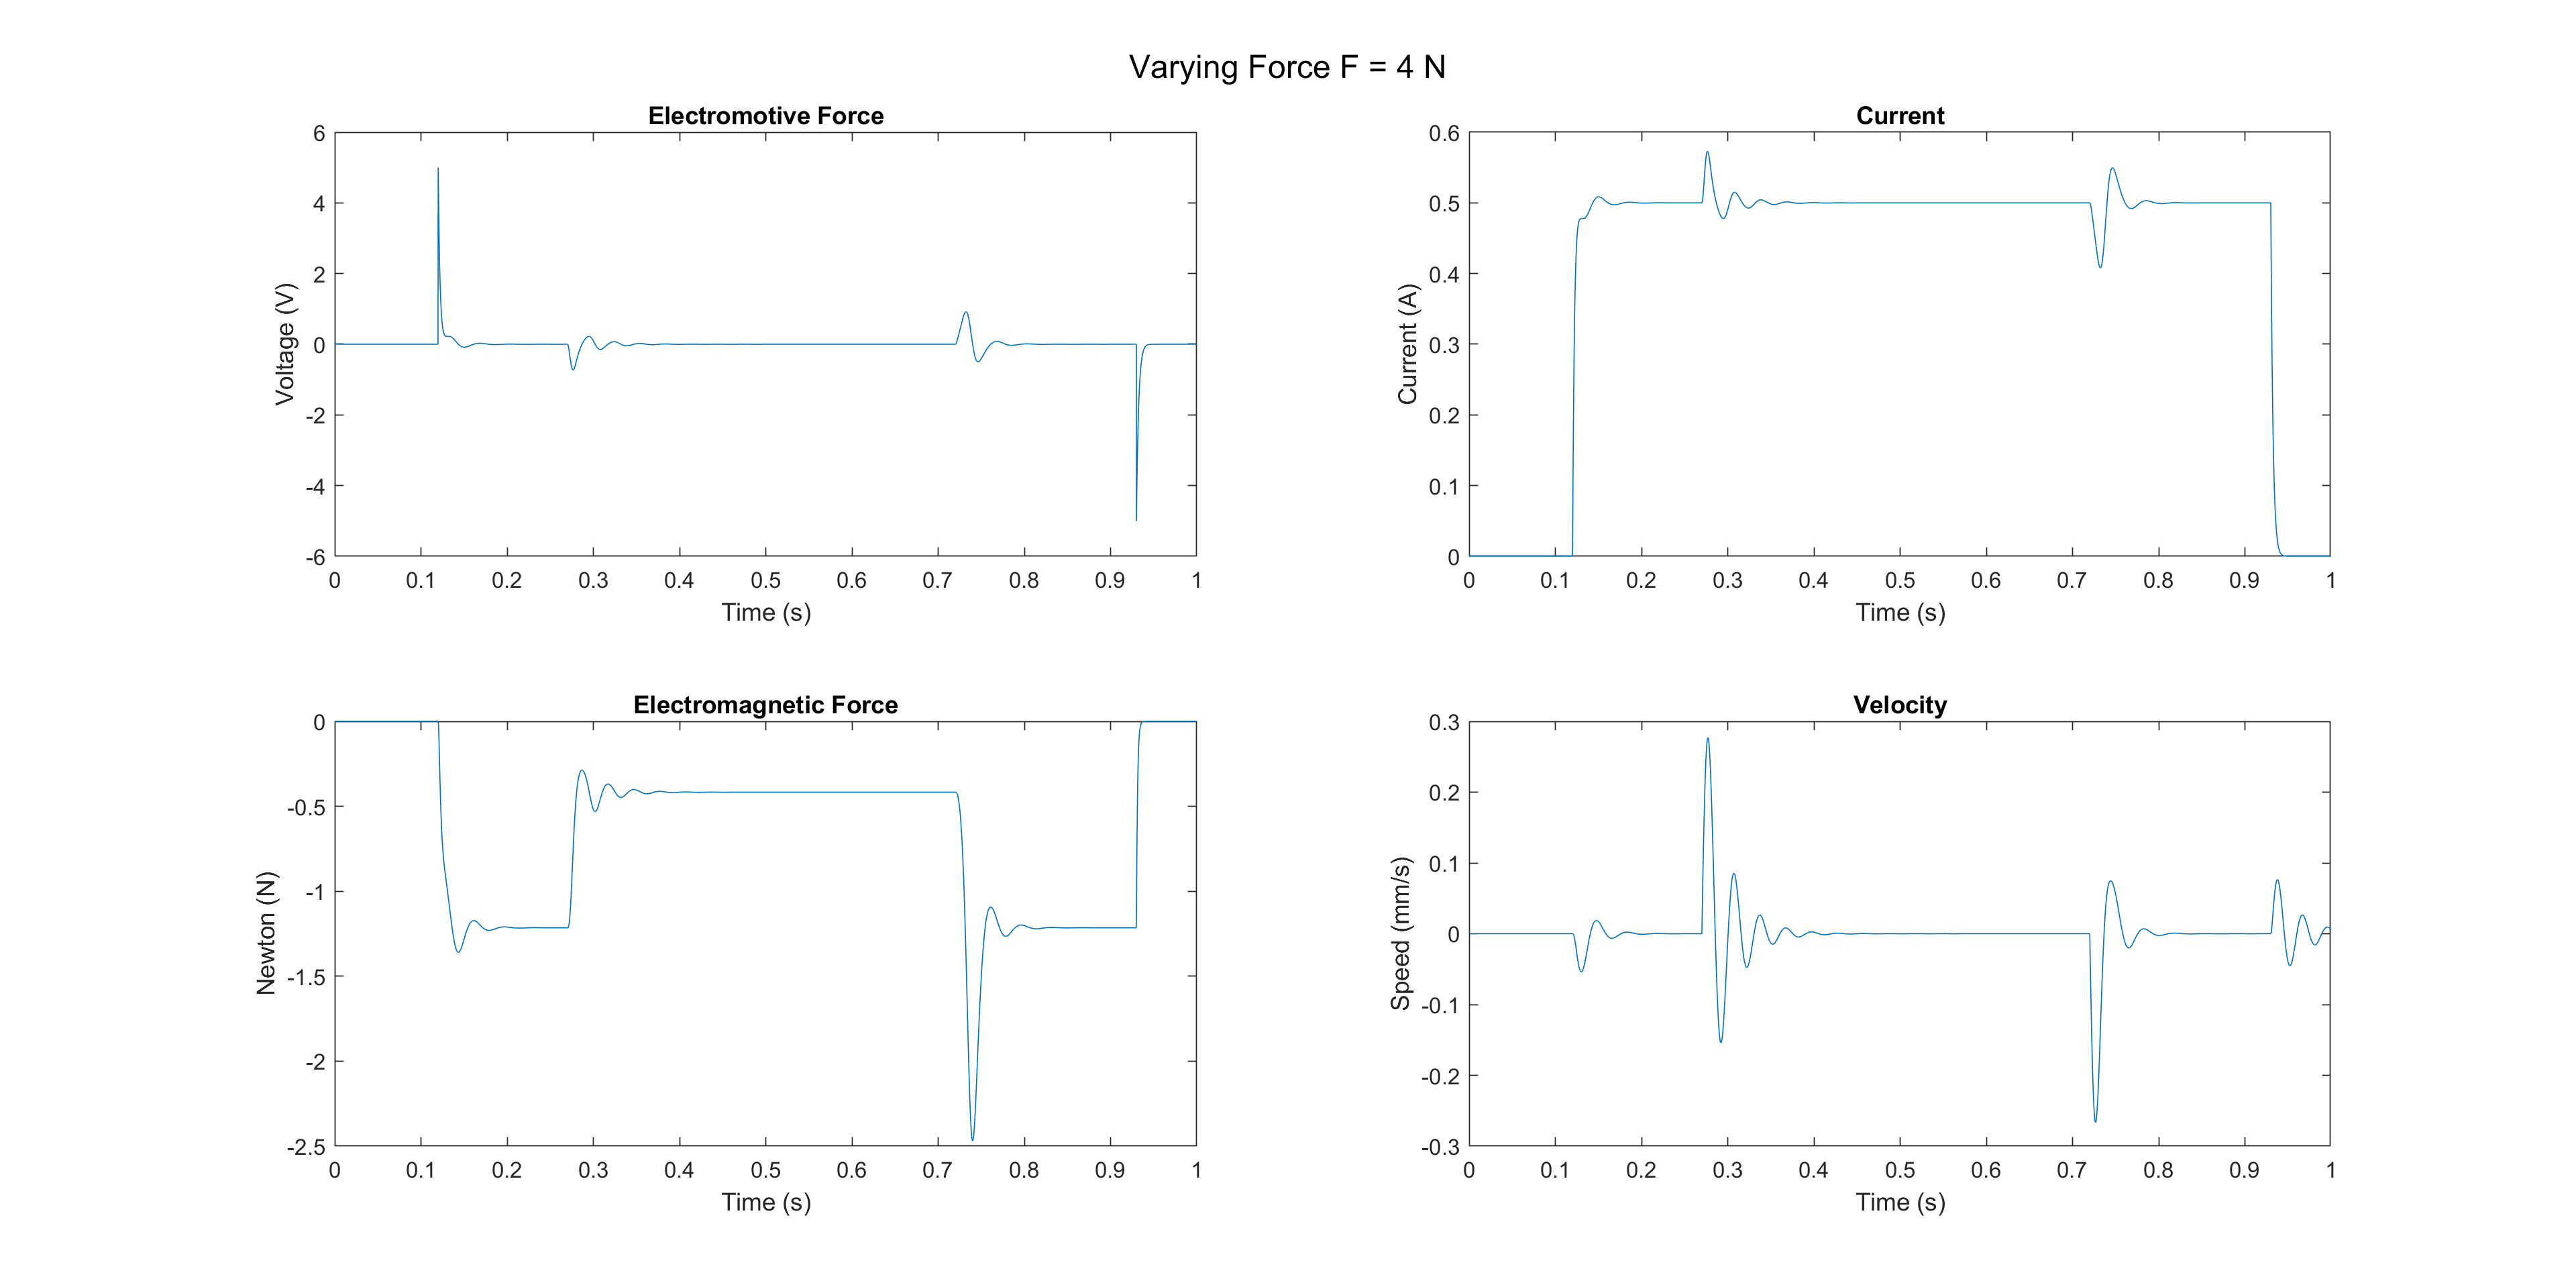 Varying Force F = 4 N
Electromotive Force
6
4
2
0
-2
-4
-6
Voltage (V)
0 0.1 0.2 0.3 0.4 0.5 0.6 0.7 0.8 0.9 1
Time (s)
Current
0.6
0.5
0.4
0.3
0.2
0.1
0
Current (A)
0 0.1 0.2 0.3 0.4 0.5 0.6 0.7 0.8 0.9 1
Time (s)
Electromagnetic Force
0
-0.5
-1
-1.5
-2
-2.5
Newton (N)
0 0.1 0.2 0.3 0.4 0.5 0.6 0.7 0.8 0.9 1
Time (s)
Velocity
0.3
0.2
0.1
0
-0.1
-0.2
-0.3
Speed (mm/s)
0 0.1 0.2 0.3 0.4 0.5 0.6 0.7 0.8 0.9 1
Time (s)